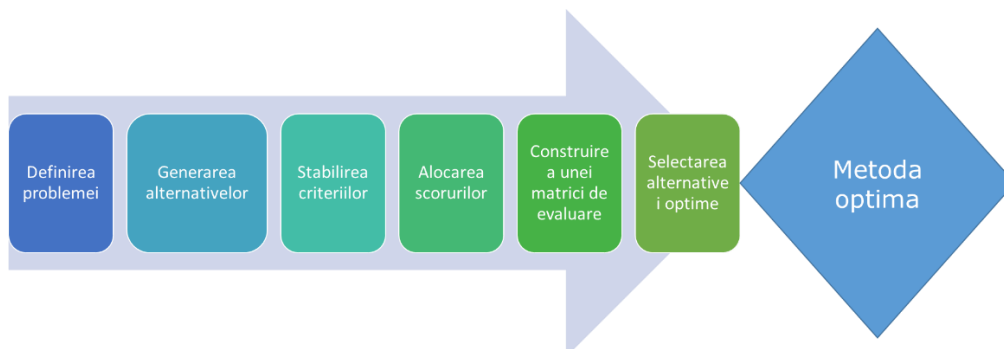 Definirea
problemei
Generarea
alternativelor
Stabilirea
criteriilor
Alocarea
scorurilor
Construire
a unei
matrici de
evaluare
Selectarea
alternative
i optime
Metoda
optima